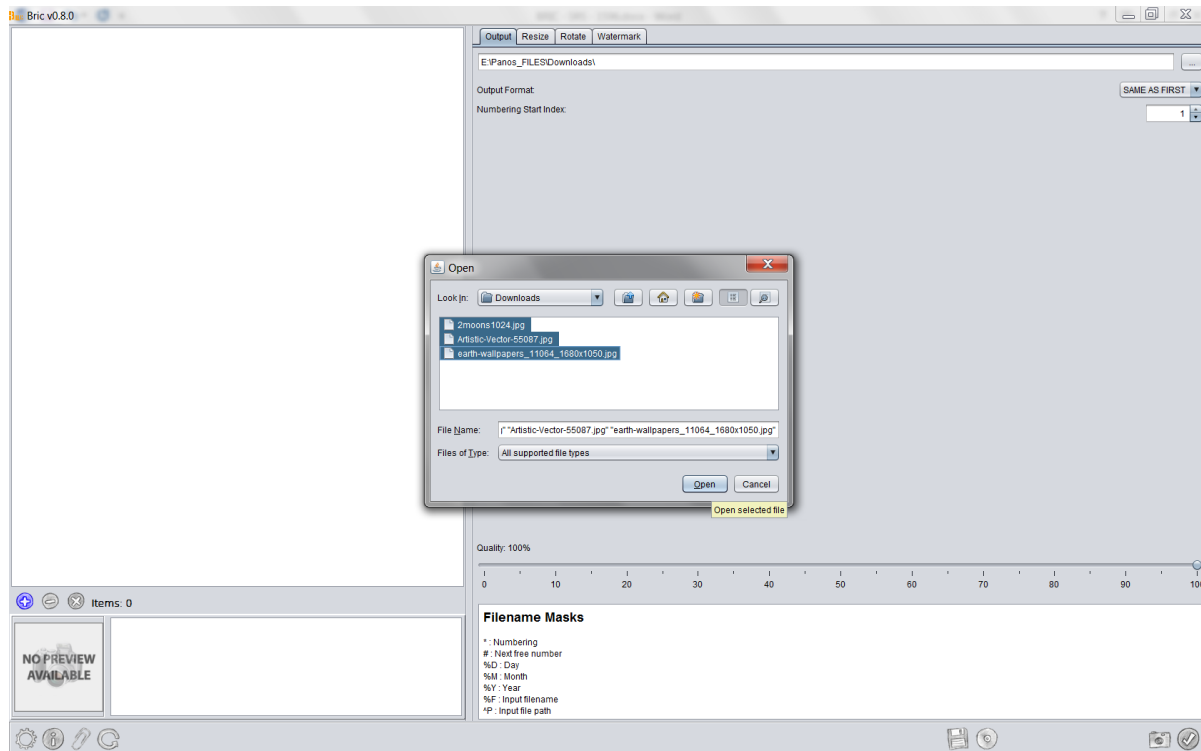 Bric v0.8.0
Output Resize Rotate Watermark
E:\Panos_FILES\Downloads\
...
Output Format:
SAME AS FIRST
Numbering Start Index:
1
Open
Look In: Downloads
2moons1024.jpg
Artistic-Vector-55087.jpg
earth-wallpapers_11064_1680x1050.jpg
File Name: " "Artistic-Vector-55087.jpg" "earth-wallpapers_11064_1680x1050.jpg"
Files of Type: All supported file types
Open Cancel
Open selected file
Quality: 100%
0 10 20 30 40 50 60 70 80 90 100
Items: 0
NO PREVIEW
AVAILABLE
Filename Masks
* : Numbering
# : Next free number
%D : Day
%M : Month
%Y : Year
%F : Input filename
^P : Input file path